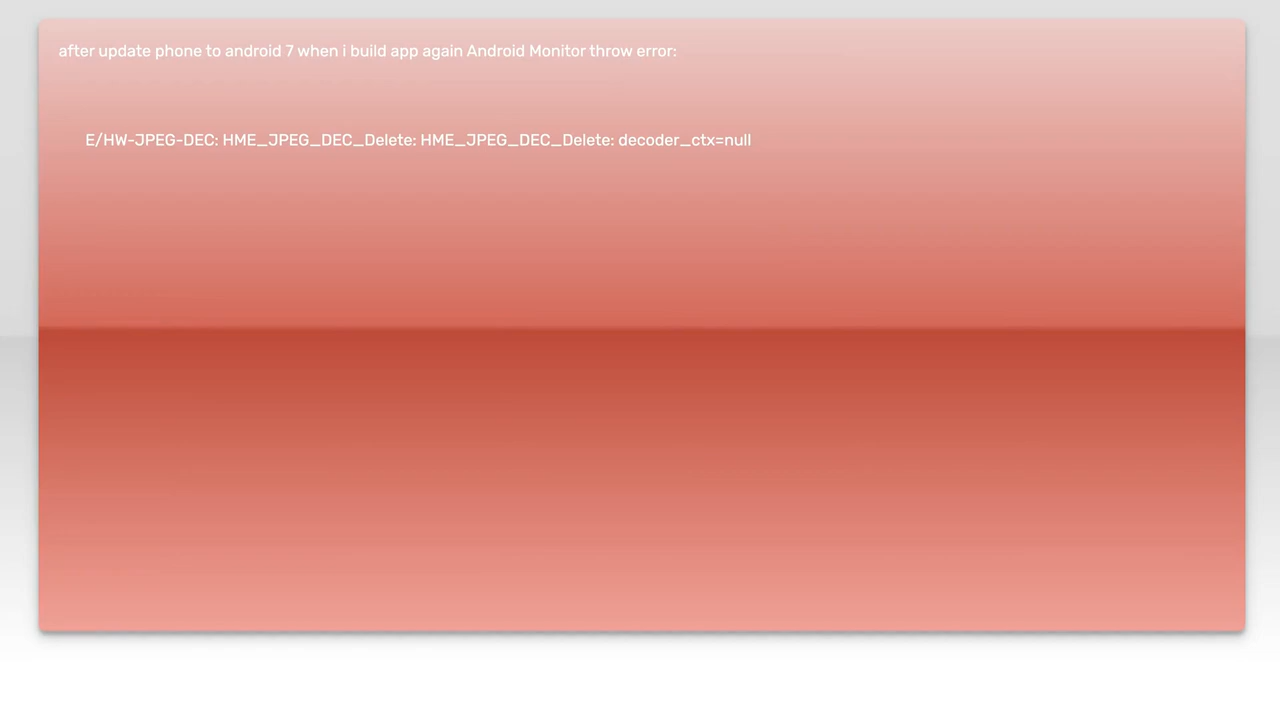 after update phone to android 7 when i build app again Android Monitor throw error:
E/HW-JPEG-DEC: HME_JPEG_DEC_Delete: HME_JPEG_DEC_Delete: decoder_ctx=null